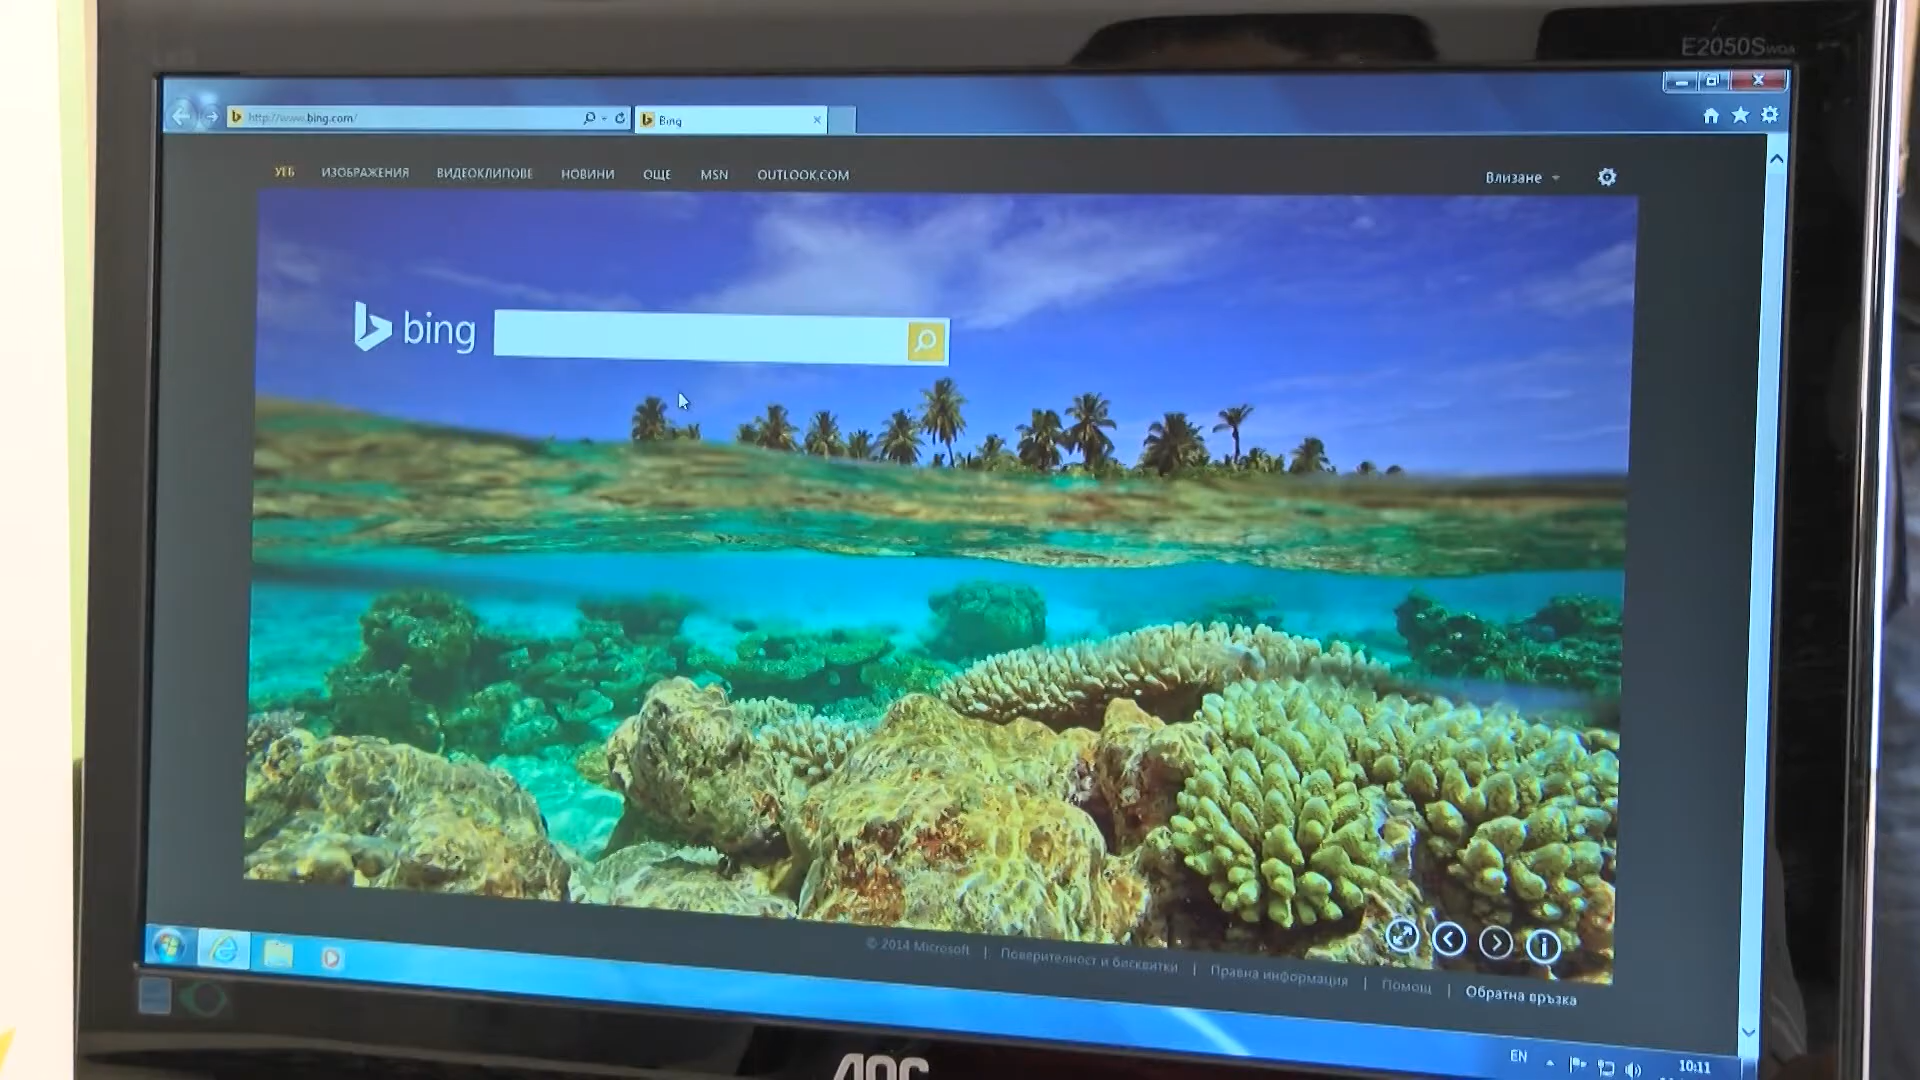 E2050SWDA
http://www.bing.com/
Bing
УЕБ ИЗОБРАЖЕНИЯ ВИДЕОКЛИПОВЕ НОВИНИ ОЩЕ MSN OUTLOOK.COM
Влизане
bing
© 2014 Microsoft | Поверителност и бисквитки | Правна информация | Помощ | Обратна връзка
EN
10:11
AOC